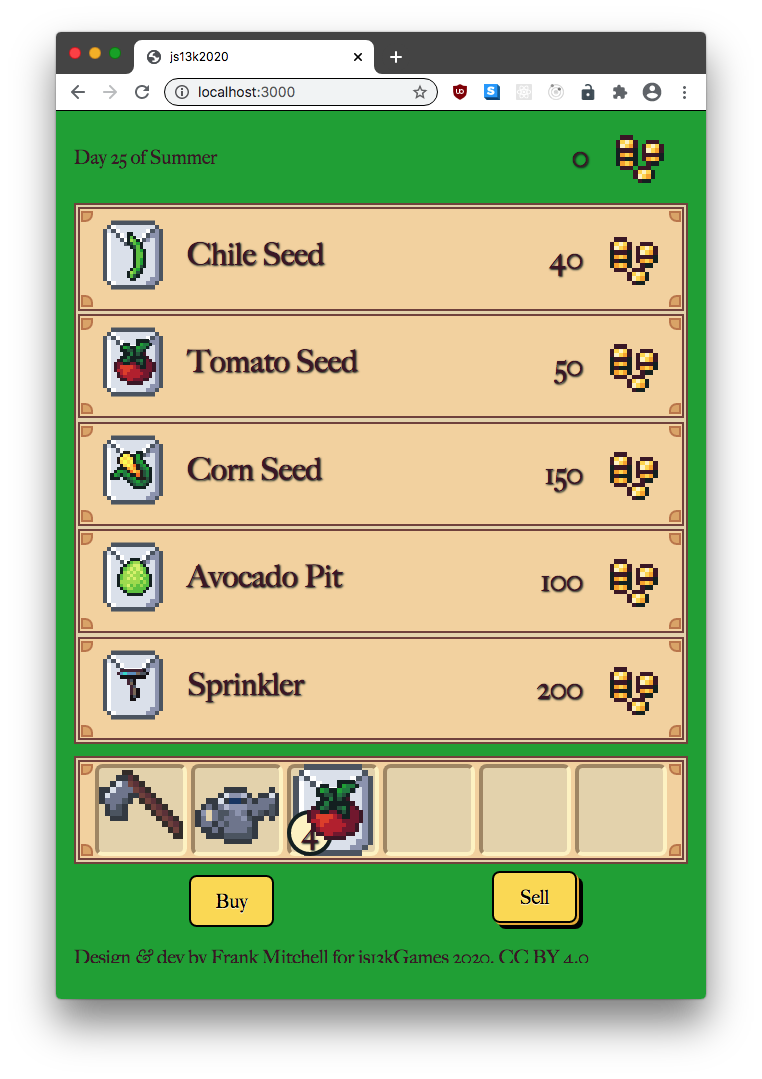 js13k2020
localhost:3000
Day 25 of Summer
0
Chile Seed
40
Tomato Seed
50
Corn Seed
150
Avocado Pit
100
Sprinkler
200
4
Buy
Sell
Design & dev by Frank Mitchell for js13kGames 2020. CC BY 4.0